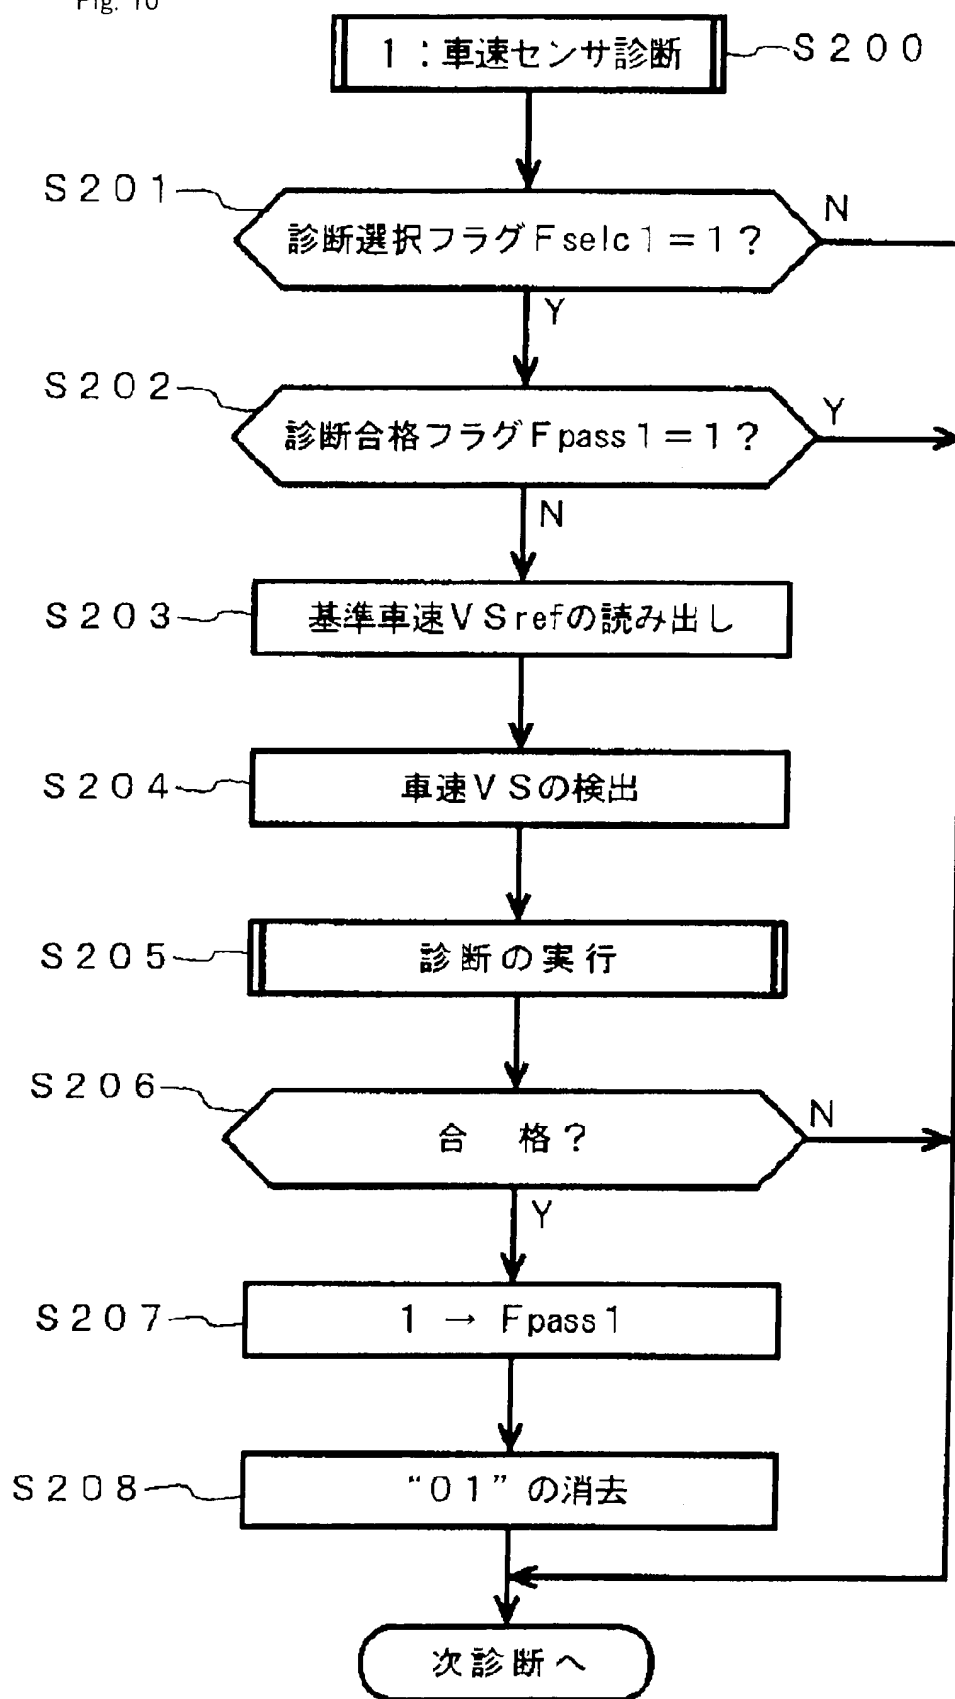 Fig. 10
1：車速センサ診断
S200
S201
診断選択フラグFselc1＝1？
N
Y
S202
診断合格フラグFpass1＝1？
Y
N
S203
基準車速VSrefの読み出し
S204
車速VSの検出
S205
診断の実行
S206
合 格？
N
Y
S207
1 → Fpass1
S208
“01”の消去
次診断へ